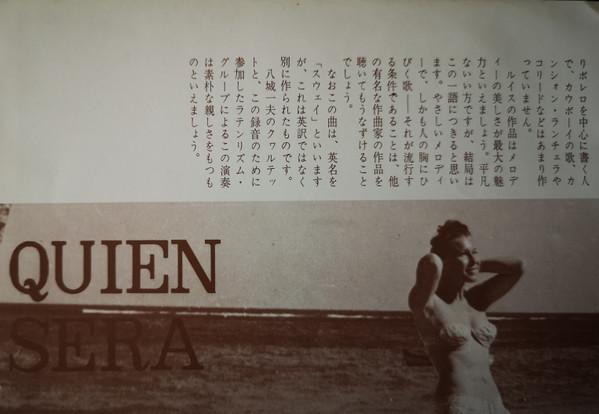 りボレロを中心に書く人
で、カウボーイの歌、カ
ンション・ランチェラや
コリードなどはあまり作
っていません。
ルイスの作品はメロデ
ィーの美しさが最大の魅
力といえましょう。平凡
ない方ですが、結局は
この一語につきると思い
ます。やさしいメロディ
ーで、しかも人の胸にひ
びく歌――それが流行す
る条件であることは、他
の有名な作曲家の作品を
聴いてもうなずけること
でしょう。
なおこの曲は、英名を
「スウェイ」といいます
が、これは英訳ではなく
別に作られたものです。
八城一夫のクヮルテッ
トと、この録音のために
参加したラテンリズム・
グループによるこの演奏
は素朴な親しさをもつも
のといえましょう。
QUIEN
SERA